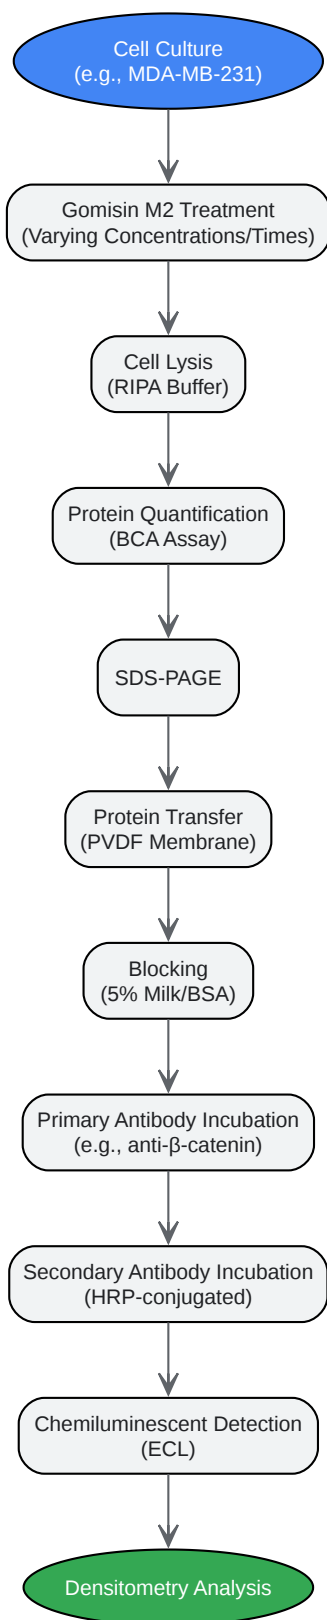 Cell Culture
(e.g., MDA-MB-231)
Gomisin M2 Treatment
(Varying Concentrations/Times)
Cell Lysis
(RIPA Buffer)
Protein Quantification
(BCA Assay)
SDS-PAGE
Protein Transfer
(PVDF Membrane)
Blocking
(5% Milk/BSA)
Primary Antibody Incubation
(e.g., anti-β-catenin)
Secondary Antibody Incubation
(HRP-conjugated)
Chemiluminescent Detection
(ECL)
Densitometry Analysis